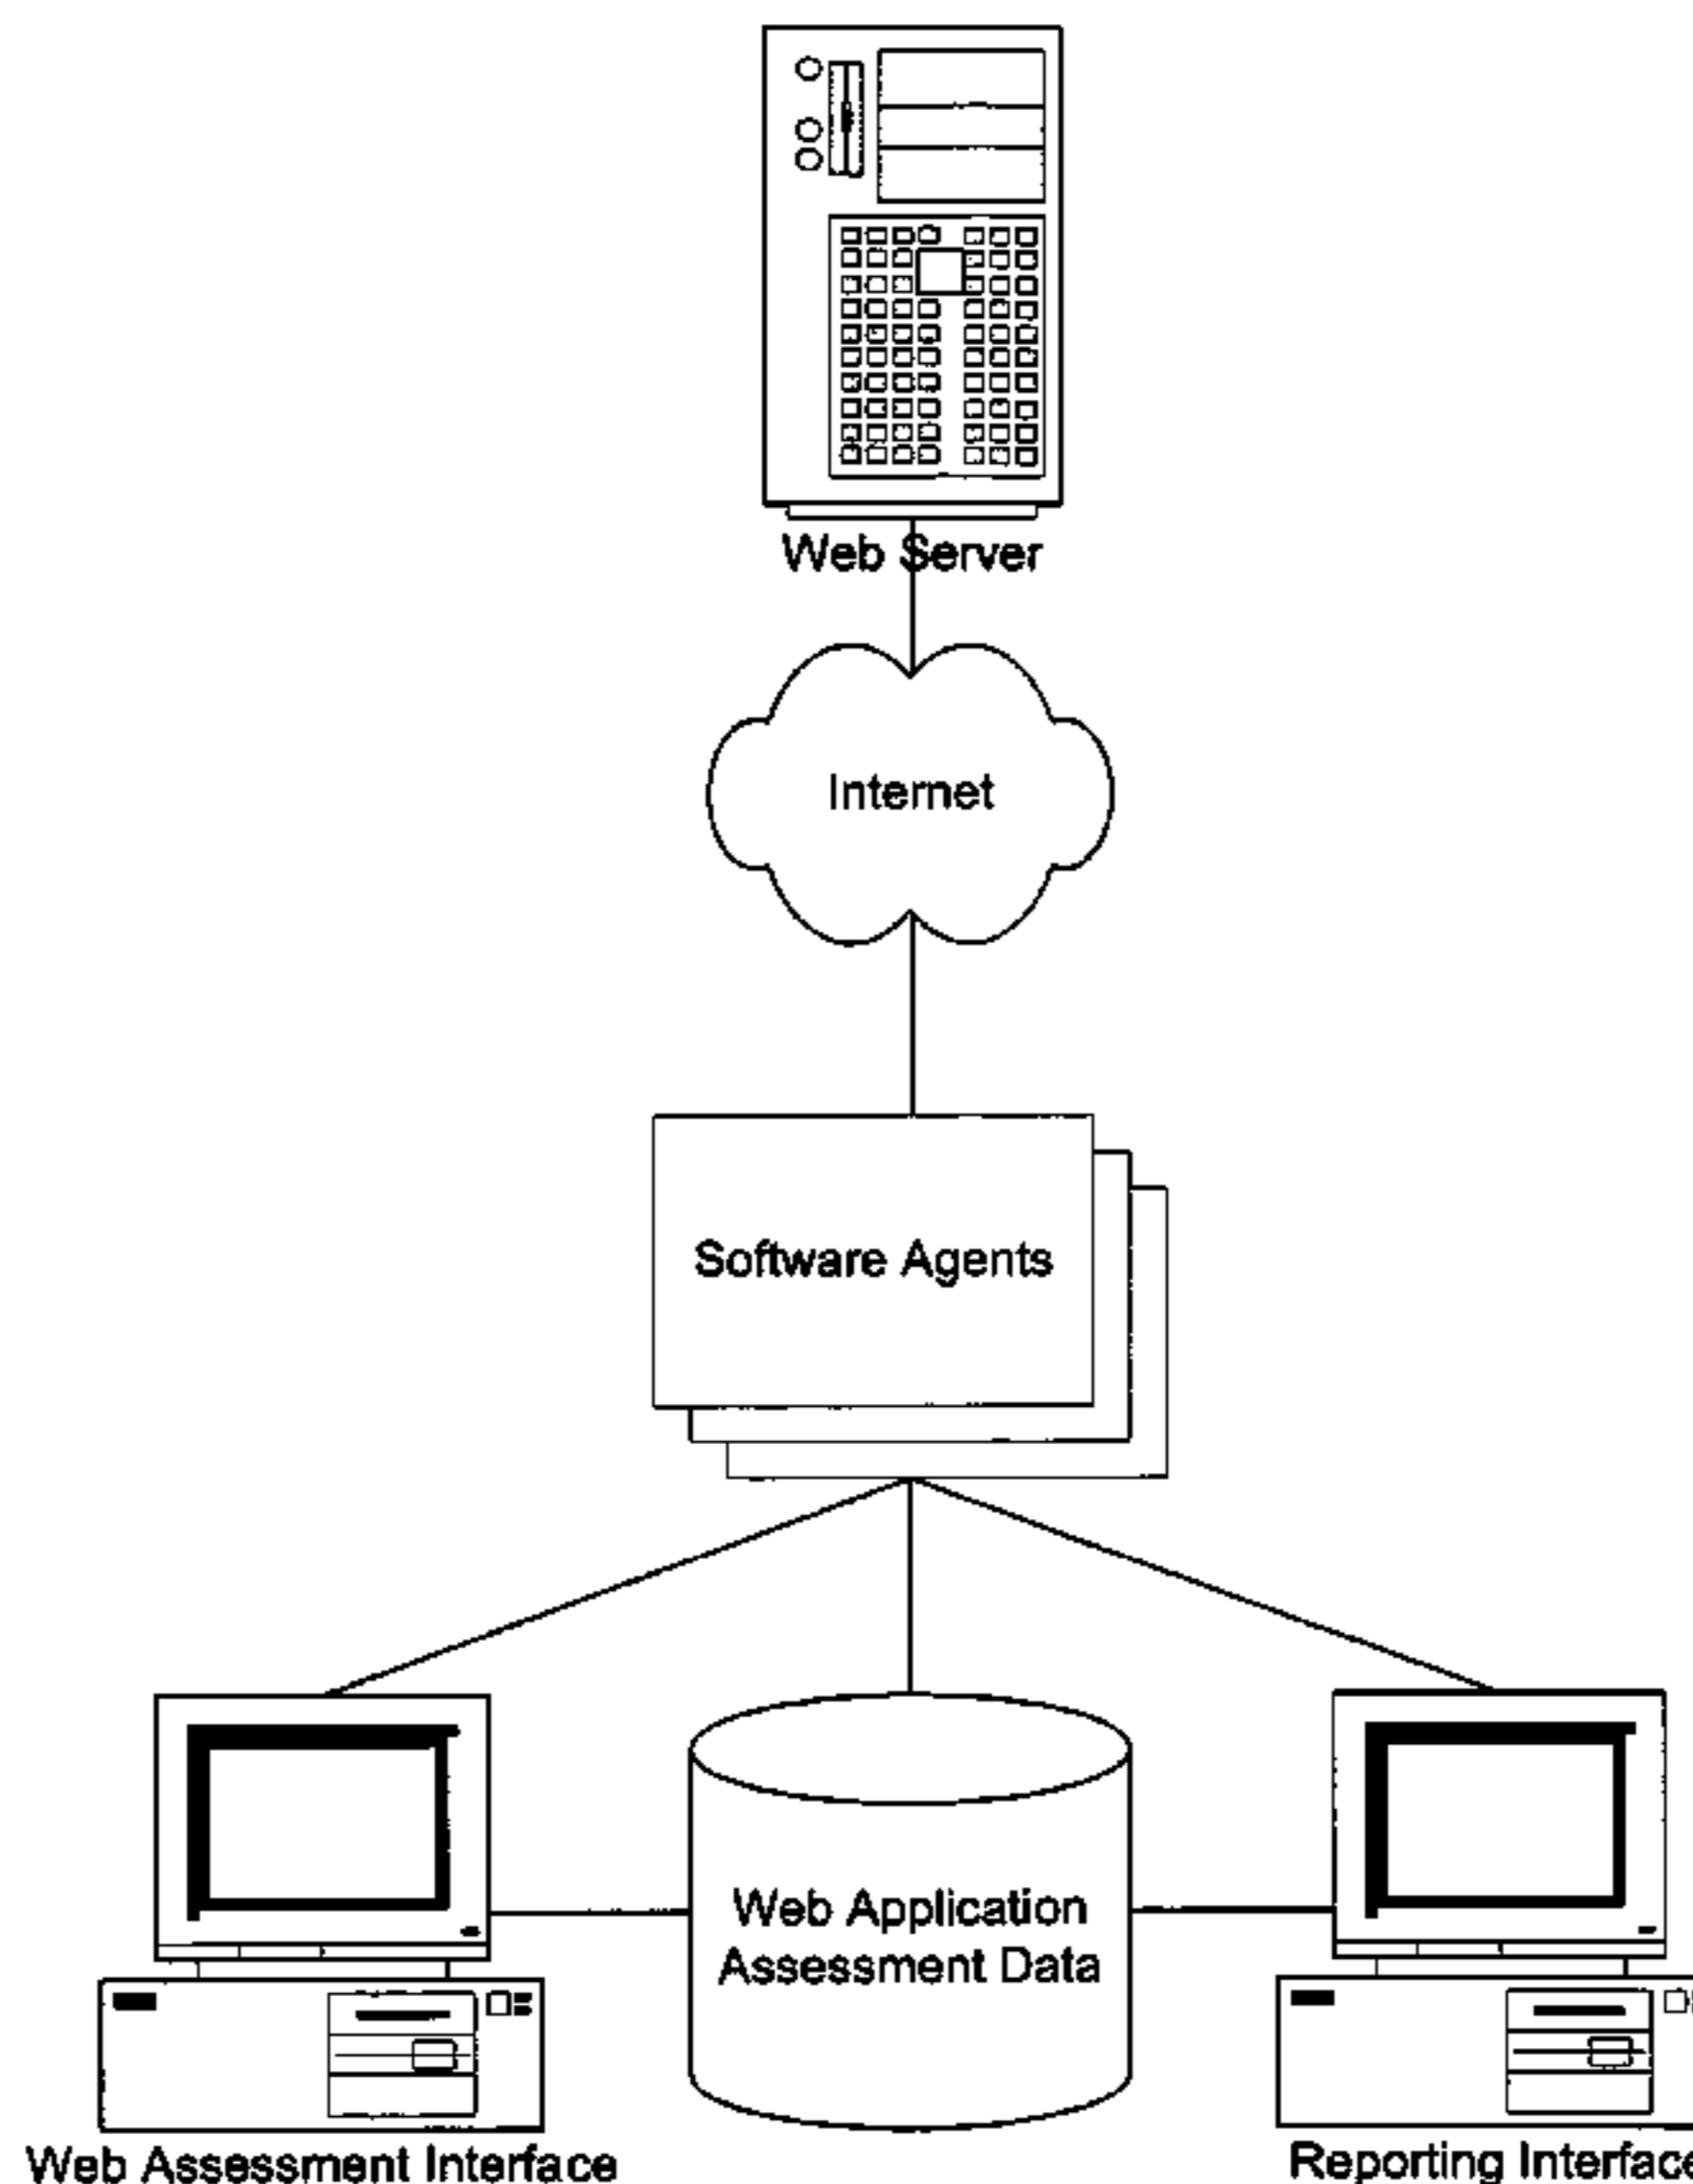 Web Server
Internet
Software Agents
Web Application
Assessment Data
Web Assessment Interface
Reporting Interface